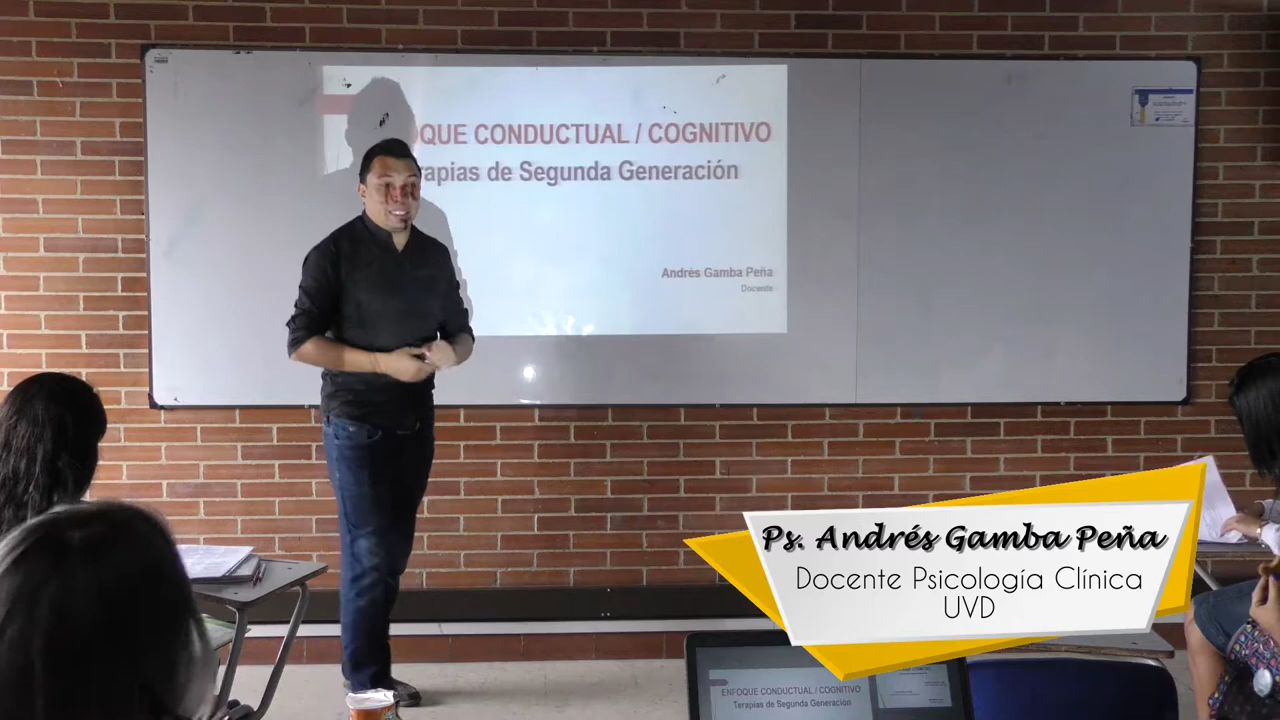 OQUE CONDUCTUAL / COGNITIVO
rapias de Segunda Generación
Andrés Gamba Peña
Docente
Ps. Andrés Gamba Peña
Docente Psicología Clínica
UVD
ENFOQUE CONDUCTUAL / COGNITIVO
Terapias de Segunda Generación